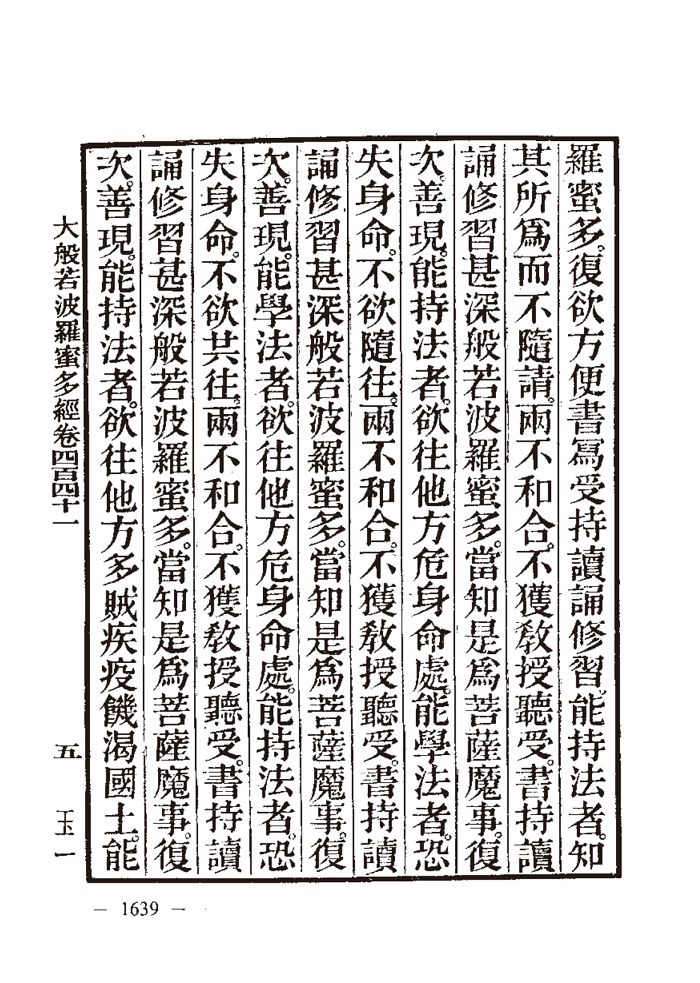 羅蜜多。復欲方便書寫受持讀誦修習。能持法者。知
其所爲而不隨請。兩不和合。不獲敎授聽受。書持讀
誦修習甚深般若波羅蜜多。當知是爲菩薩魔事。復
次。善現。能持法者。欲往他方危身命處。能學法者。恐
失身命。不欲隨往。兩不和合。不獲敎授聽受。書持讀
誦修習甚深般若波羅蜜多。當知是爲菩薩魔事。復
次。善現。能學法者。欲往他方危身命處。能持法者。恐
失身命。不欲共往。兩不和合。不獲敎授聽受。書持讀
誦修習甚深般若波羅蜜多。當知是爲菩薩魔事。復
次。善現。能持法者。欲往他方多賊疾疫饑渴國土。能
大般若波羅蜜多經卷四百四十一 五 玉一
— 1639 —